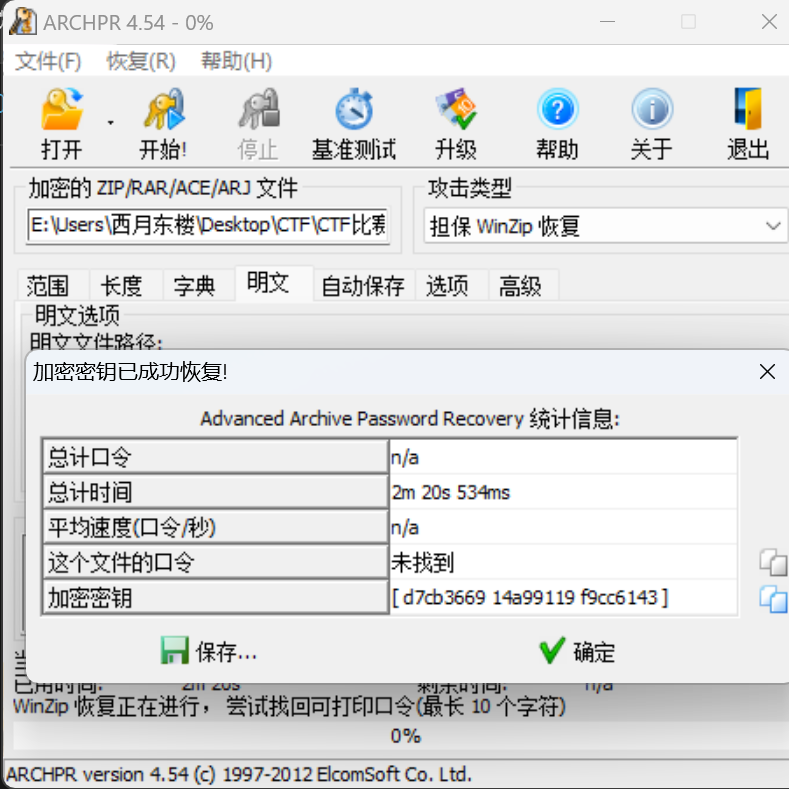 ARCHPR 4.54 - 0%
文件(F) 恢复(R) 帮助(H)
打开 开始! 停止 基准测试 升级 帮助 关于 退出
加密的 ZIP/RAR/ACE/ARJ 文件 攻击类型
E:\Users\西月东楼\Desktop\CTF\CTF比赛 担保 WinZip 恢复
范围 长度 字典 明文 自动保存 选项 高级
明文选项
明文文件路径:
加密密钥已成功恢复!
Advanced Archive Password Recovery 统计信息:
总计口令 n/a
总计时间 2m 20s 534ms
平均速度(口令/秒) n/a
这个文件的口令 未找到
加密密钥 [ d7cb3669 14a99119 f9cc6143 ]
保存... 确定
已用时间: 2m 20s 剩余时间: n/a
WinZip 恢复正在进行，尝试找回可打印口令(最长 10 个字符)
0%
ARCHPR version 4.54 (c) 1997-2012 ElcomSoft Co. Ltd.